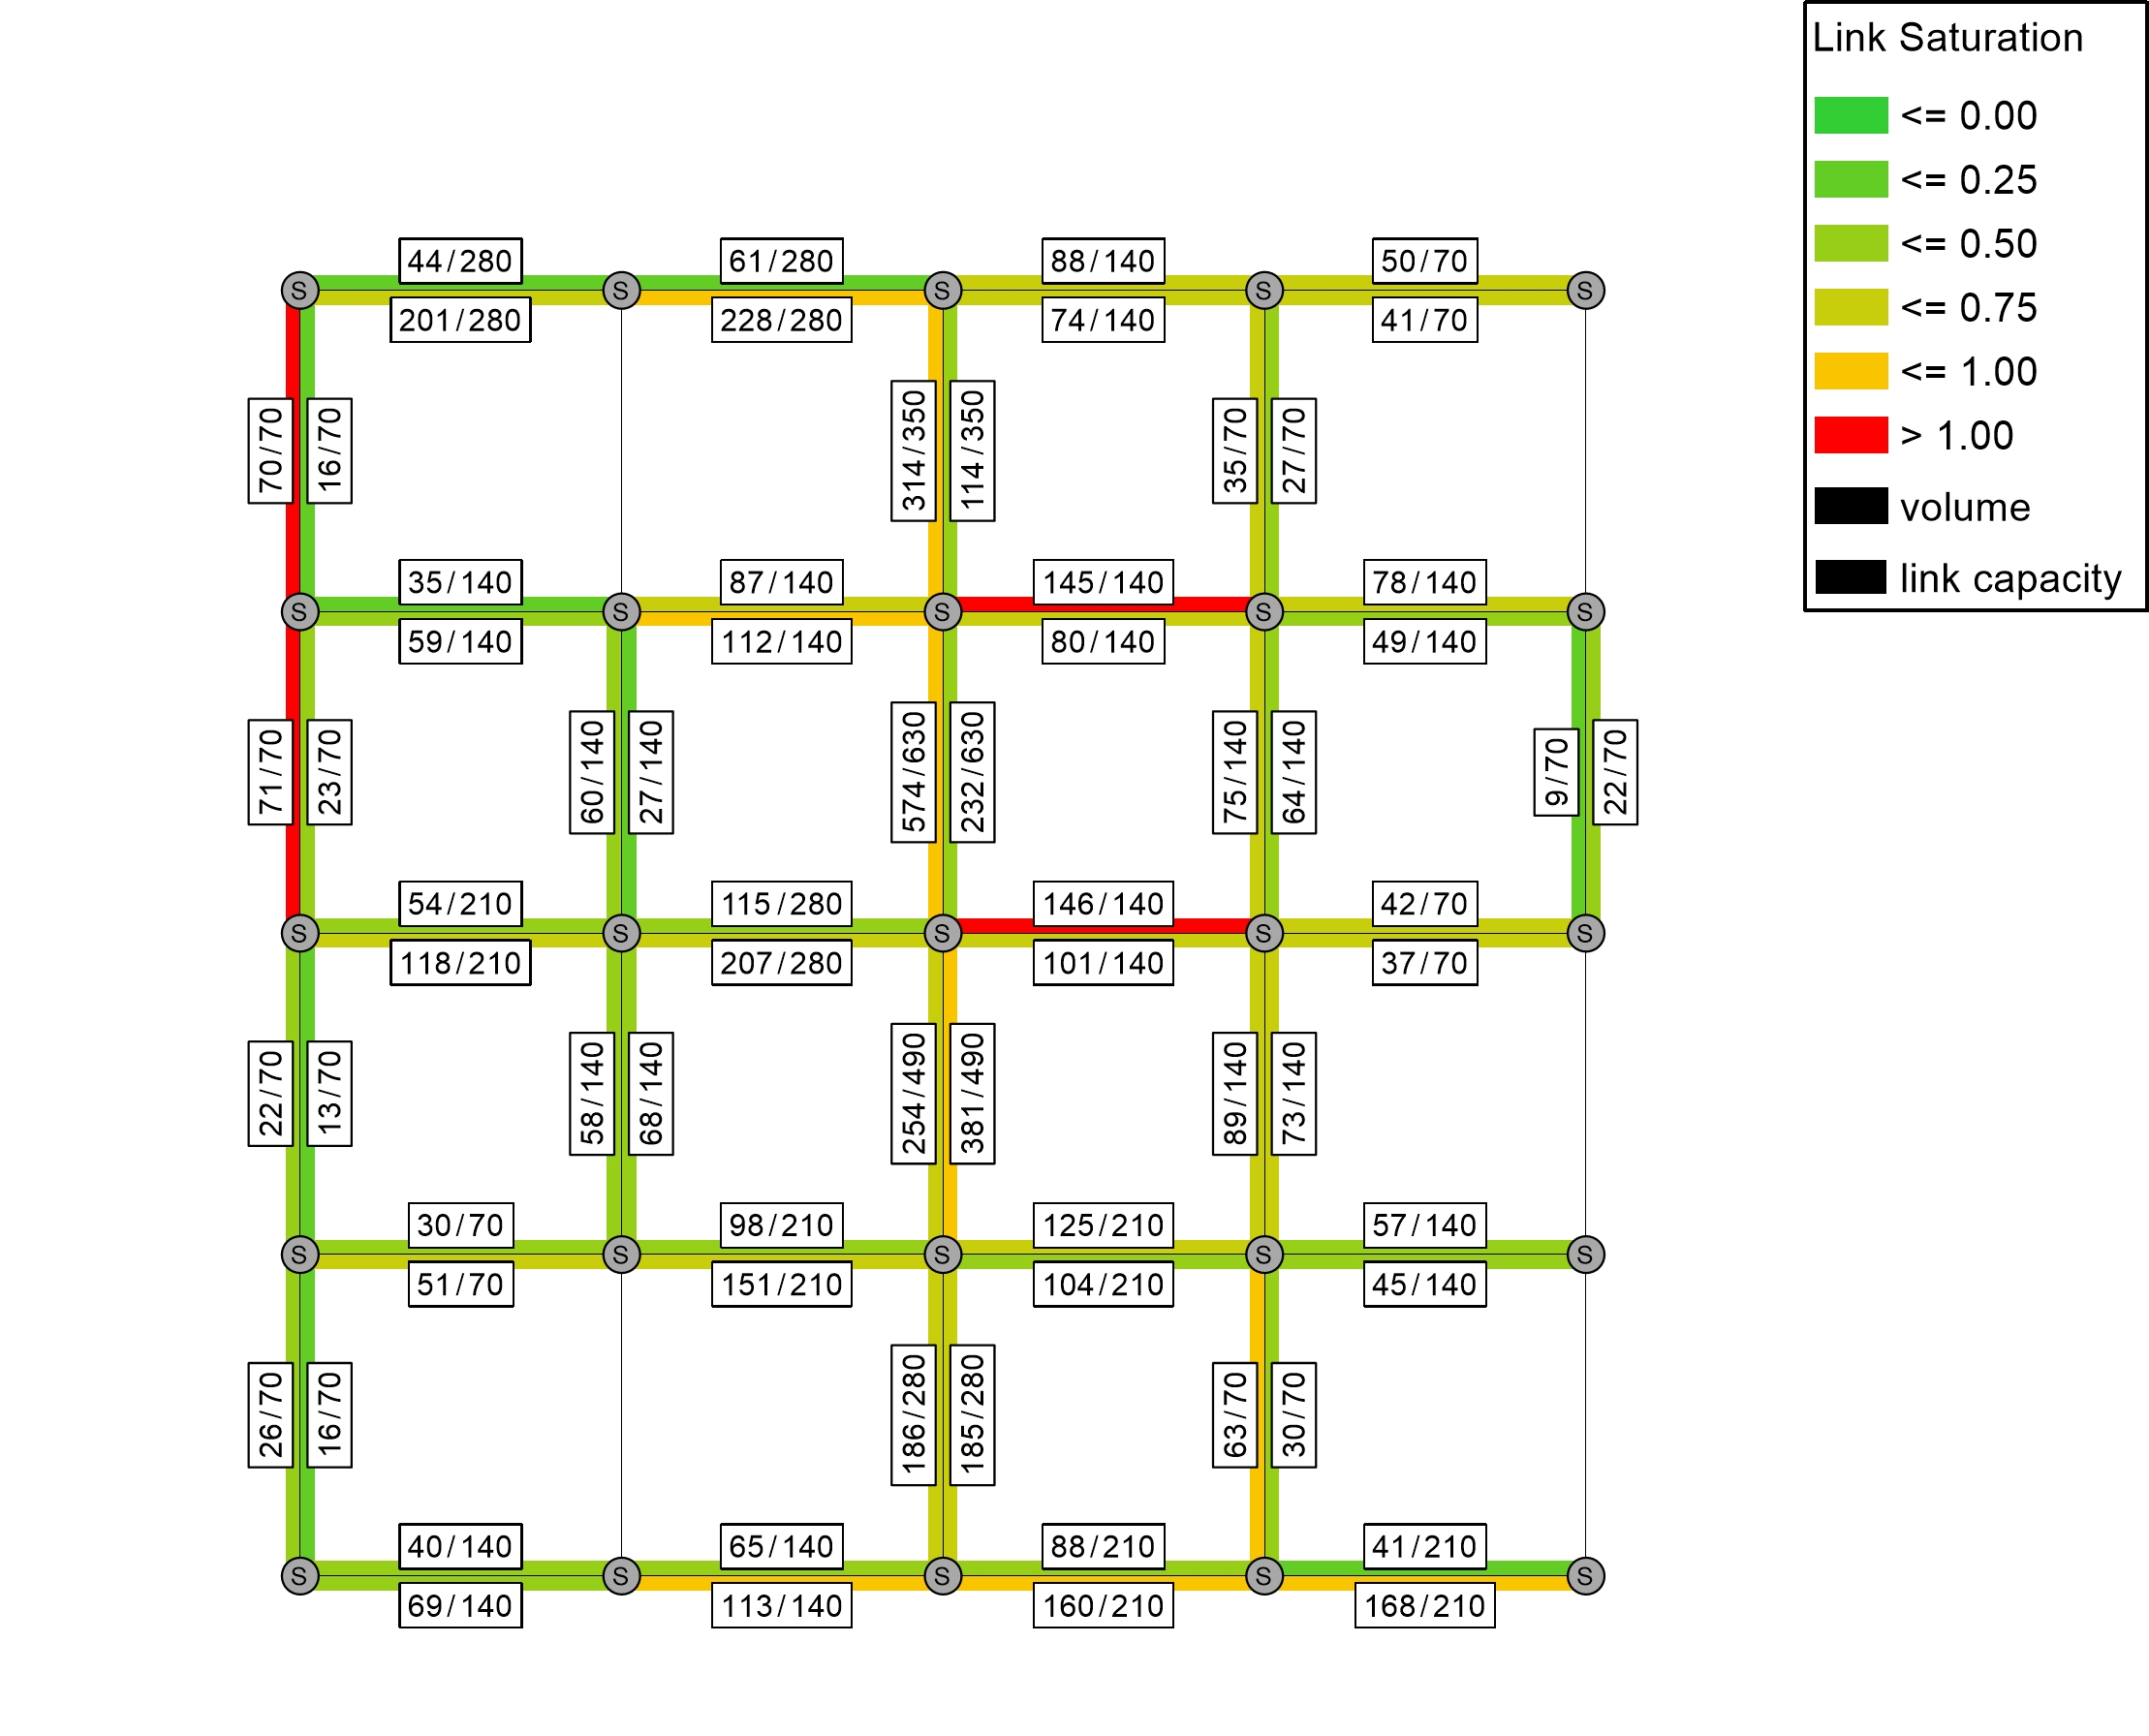 Link Saturation
<= 0.00
<= 0.25
<= 0.50
<= 0.75
<= 1.00
> 1.00
volume
link capacity
44/280
61/280
88/140
50/70
S
S
S
S
S
201/280
228/280
74/140
41/70
70/70
16/70
314/350
114/350
35/70
27/70
35/140
87/140
145/140
78/140
S
S
S
S
S
59/140
112/140
80/140
49/140
71/70
23/70
60/140
27/140
574/630
232/630
75/140
64/140
9/70
22/70
54/210
115/280
146/140
42/70
S
S
S
S
S
118/210
207/280
101/140
37/70
22/70
13/70
58/140
68/140
254/490
381/490
89/140
73/140
30/70
98/210
125/210
57/140
S
S
S
S
S
51/70
151/210
104/210
45/140
26/70
16/70
186/280
185/280
63/70
30/70
40/140
65/140
88/210
41/210
S
S
S
S
S
69/140
113/140
160/210
168/210